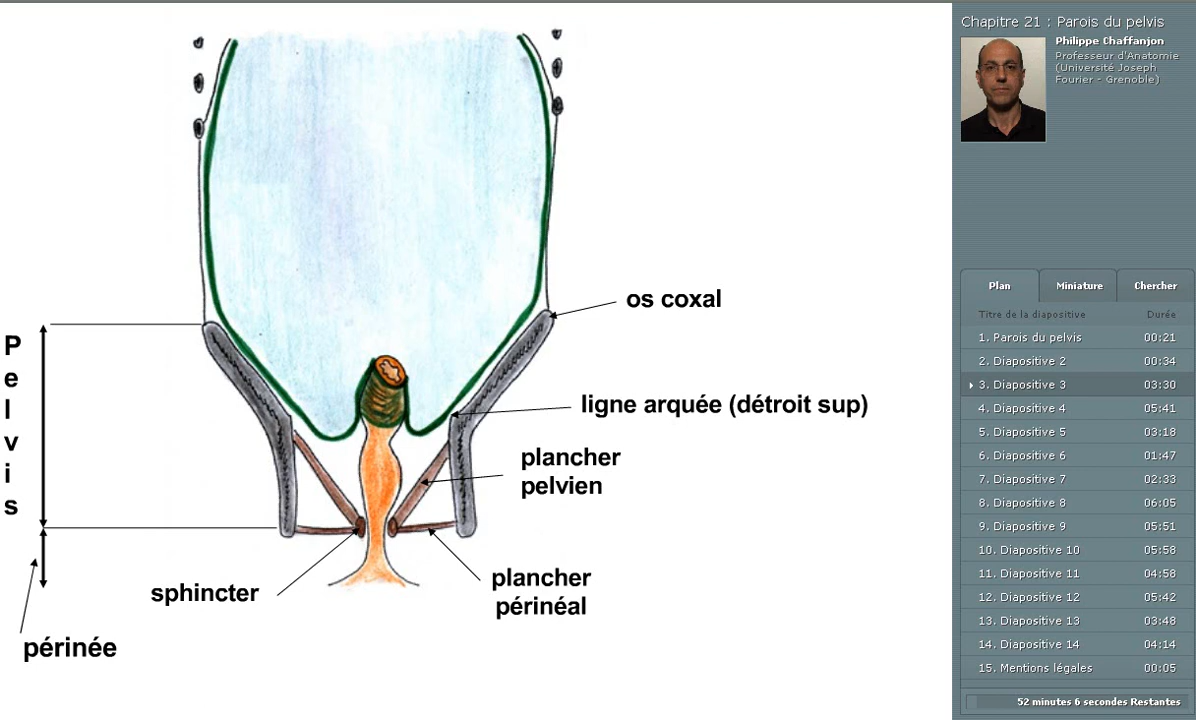 Pelvis
os coxal
ligne arquée (détroit sup)
plancher
pelvien
sphincter
plancher
périnéal
périnée
Chapitre 21 : Parois du pelvis
Philippe Chaffanjon
Professeur d'Anatomie
(Université Joseph
Fourier - Grenoble)
Plan Miniature Chercher
Titre de la diapositive Durée
1. Parois du pelvis 00:21
2. Diapositive 2 00:34
3. Diapositive 3 03:30
4. Diapositive 4 05:41
5. Diapositive 5 03:18
6. Diapositive 6 01:47
7. Diapositive 7 02:33
8. Diapositive 8 06:05
9. Diapositive 9 05:51
10. Diapositive 10 05:58
11. Diapositive 11 04:58
12. Diapositive 12 05:42
13. Diapositive 13 03:48
14. Diapositive 14 04:14
15. Mentions légales 00:05
52 minutes 6 secondes Restantes